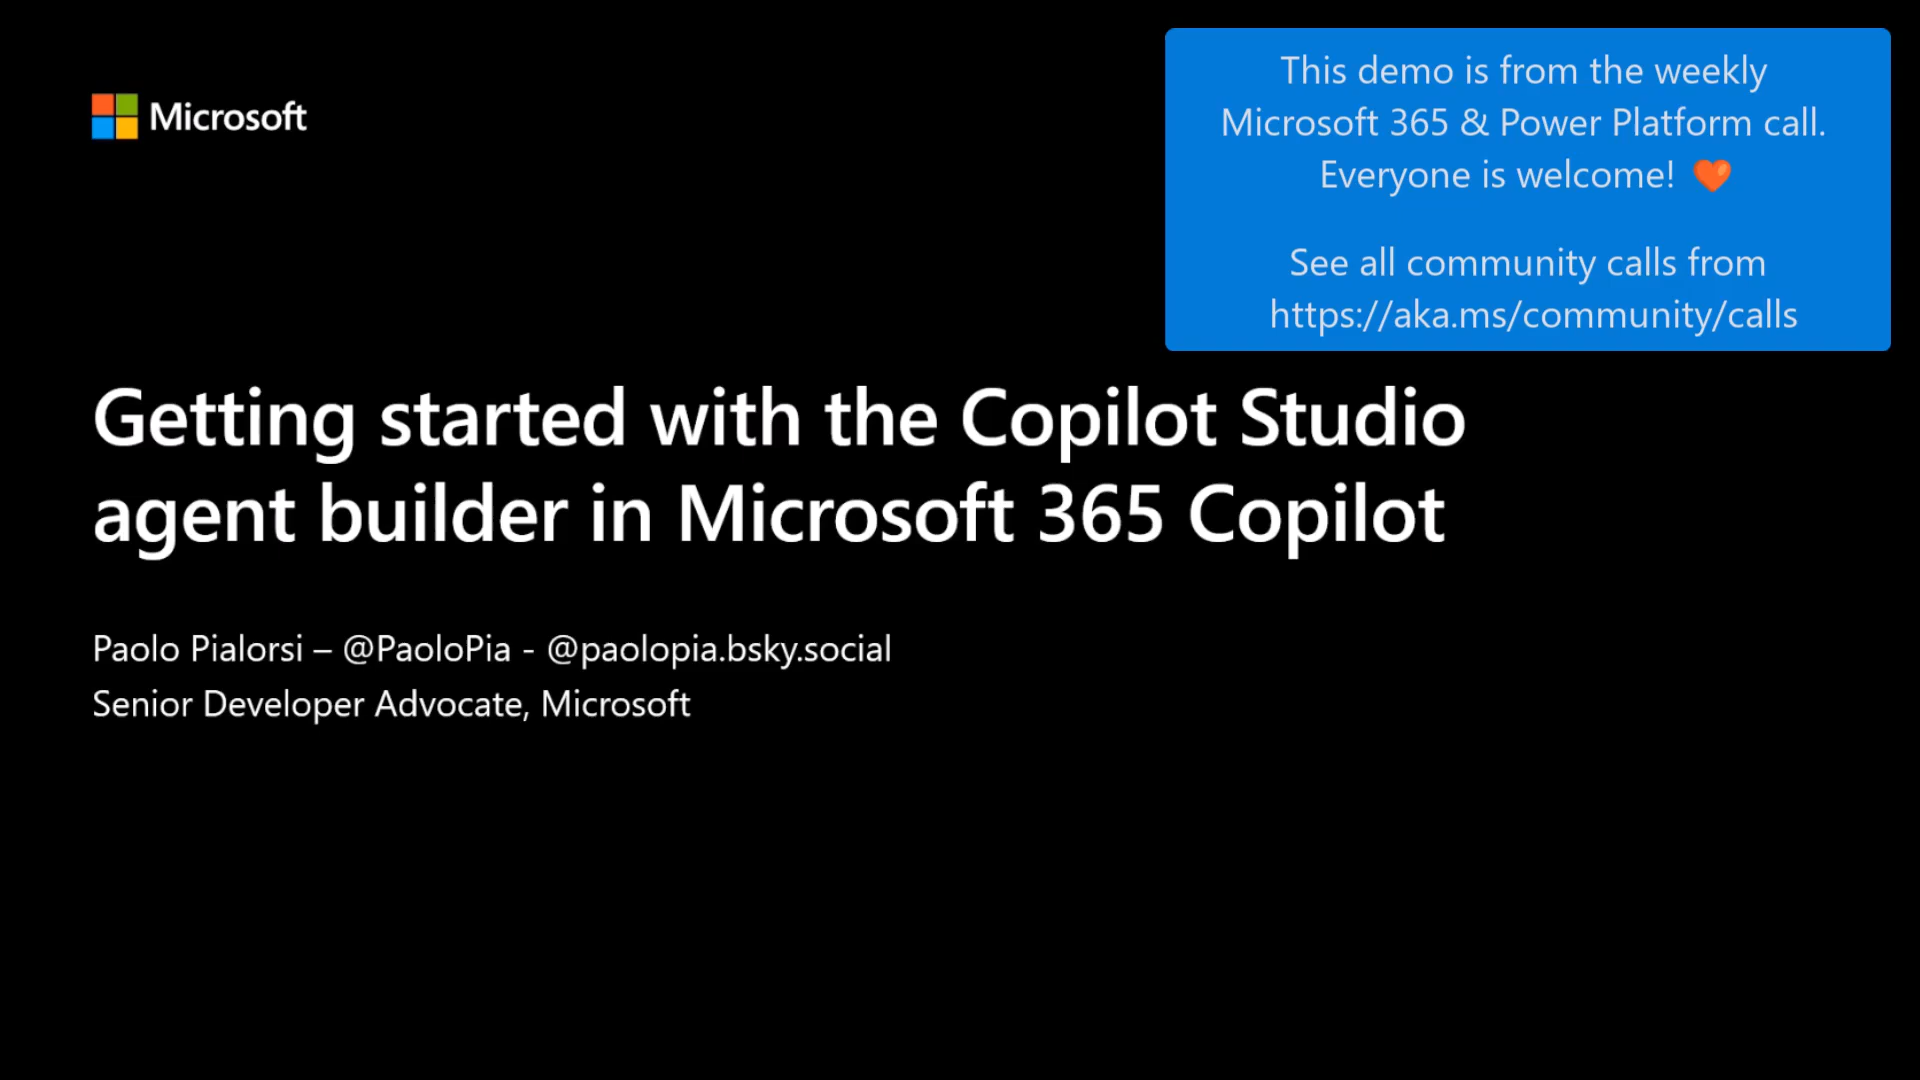 Microsoft
This demo is from the weekly
Microsoft 365 & Power Platform call.
Everyone is welcome! 🧡
See all community calls from
https://aka.ms/community/calls
Getting started with the Copilot Studio
agent builder in Microsoft 365 Copilot
Paolo Pialorsi – @PaoloPia - @paolopia.bsky.social
Senior Developer Advocate, Microsoft